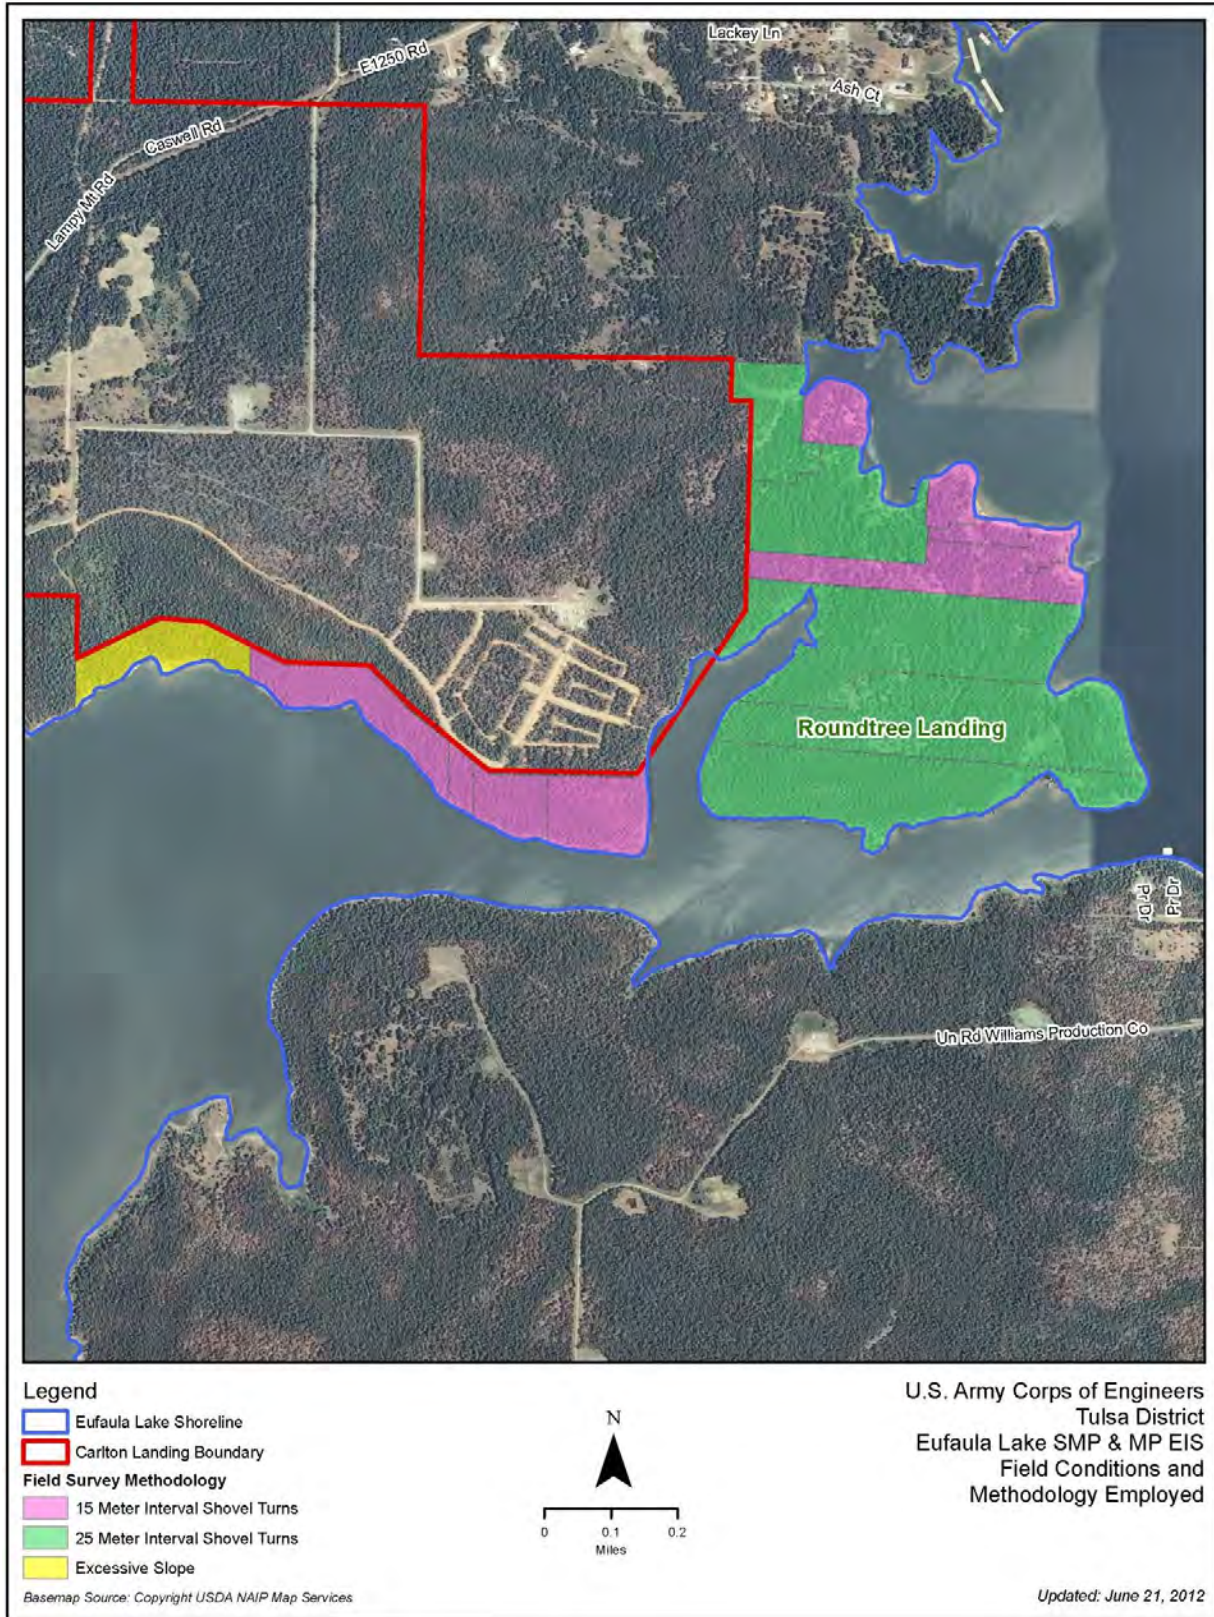 Lackey Ln
E1250 Rd
Ash Ct
Caswell Rd
Lampy Mt Rd
Roundtree Landing
Pr Dr
Pr Dr
Un Rd Williams Production Co
Legend
Eufaula Lake Shoreline
Carlton Landing Boundary
Field Survey Methodology
15 Meter Interval Shovel Turns
25 Meter Interval Shovel Turns
Excessive Slope
Basemap Source: Copyright USDA NAIP Map Services
N
0 0.1 0.2
Miles
U.S. Army Corps of Engineers
Tulsa District
Eufaula Lake SMP & MP EIS
Field Conditions and
Methodology Employed
Updated: June 21, 2012